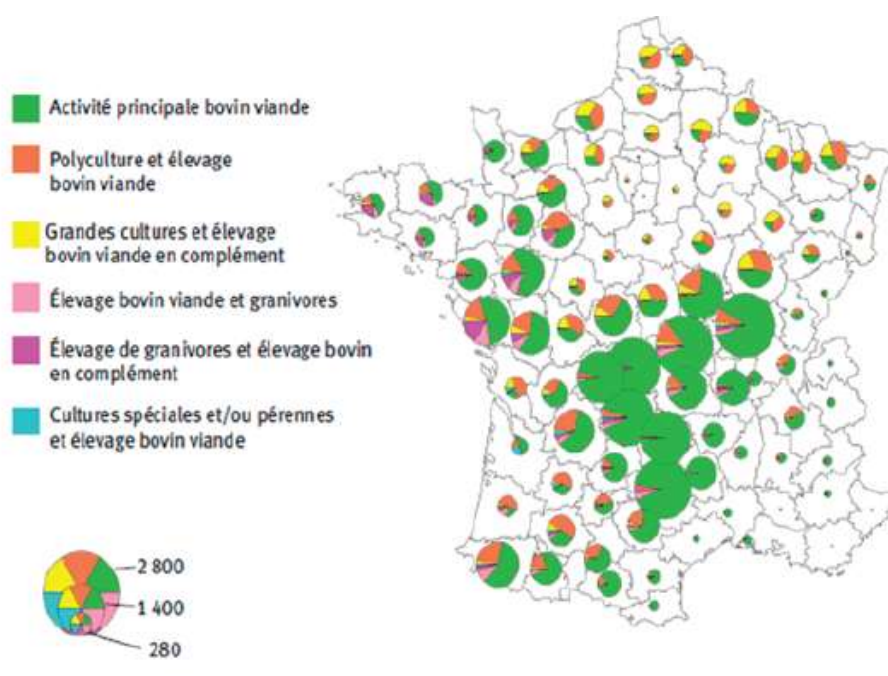 Activité principale bovin viande
Polyculture et élevage
bovin viande
Grandes cultures et élevage
bovin viande en complément
Élevage bovin viande et granivores
Élevage de granivores et élevage bovin
en complément
Cultures spéciales et/ou pérennes
et élevage bovin viande
2 800
1 400
280